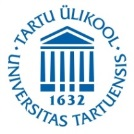 TARTU ÜLIKOOL
1632
UNIVERSITAS TARTUENSIS